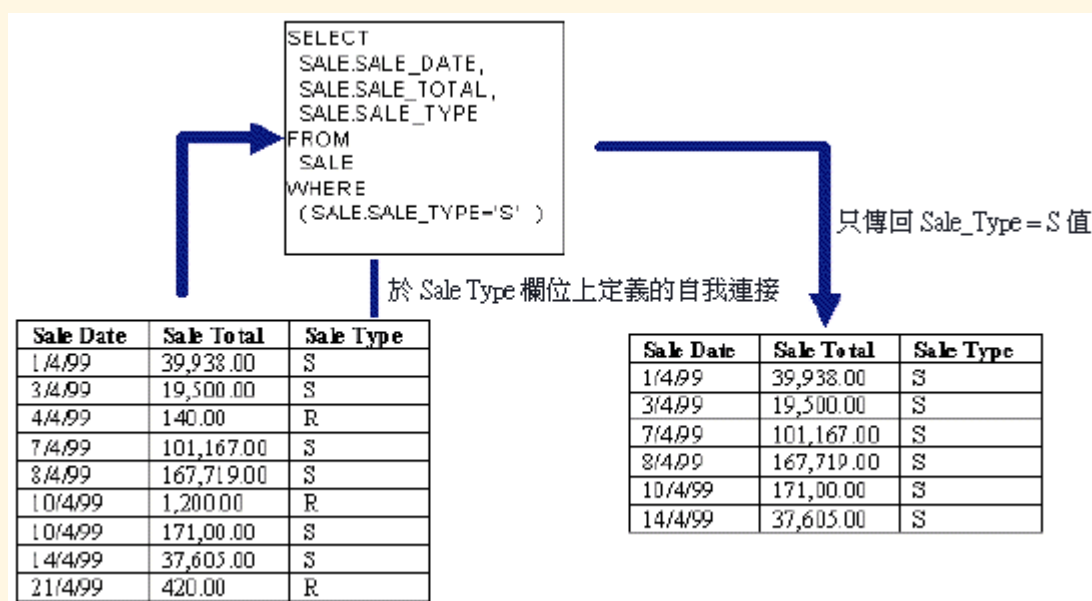 SELECT
SALE.SALE_DATE,
SALE.SALE_TOTAL,
SALE.SALE_TYPE
FROM
SALE
WHERE
(SALE.SALE_TYPE='S' )
只傳回 Sale_Type = S 值
於 Sale Type 欄位上定義的自我連接
Sale Date Sale Total Sale Type
1/4/99 39,938.00 S
3/4/99 19,500.00 S
4/4/99 140.00 R
7/4/99 101,167.00 S
8/4/99 167,719.00 S
10/4/99 1,200.00 R
10/4/99 171,00.00 S
14/4/99 37,605.00 S
21/4/99 420.00 R
Sale Date Sale Total Sale Type
1/4/99 39,938.00 S
3/4/99 19,500.00 S
7/4/99 101,167.00 S
8/4/99 167,719.00 S
10/4/99 171,00.00 S
14/4/99 37,605.00 S